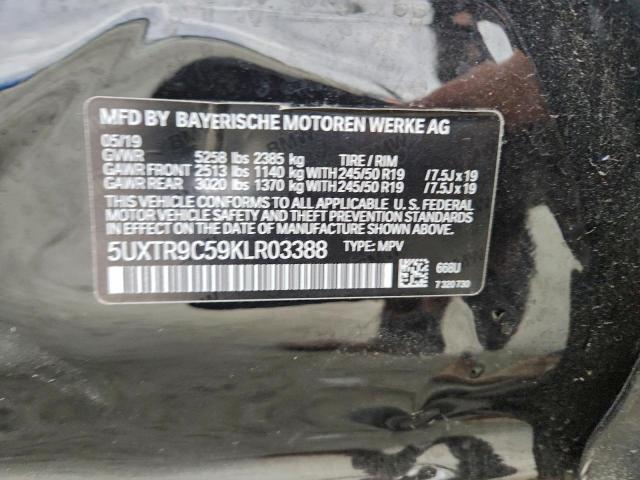 MFD BY BAYERISCHE MOTOREN WERKE AG
05/19
GVWR 5258 lbs 2385 kg TIRE / RIM
GAWR FRONT 2513 lbs 1140 kg WITH 245/50 R19 /7.5J x 19
GAWR REAR 3020 lbs 1370 kg WITH 245/50 R19 /7.5J x 19
THIS VEHICLE CONFORMS TO ALL APPLICABLE U.S. FEDERAL
MOTOR VEHICLE SAFETY, BUMPER, AND THEFT PREVENTION STANDARDS
IN EFFECT ON THE DATE OF MANUFACTURE SHOWN ABOVE.
5UXTR9C59KLR03388 TYPE: MPV
668U
7 320 730